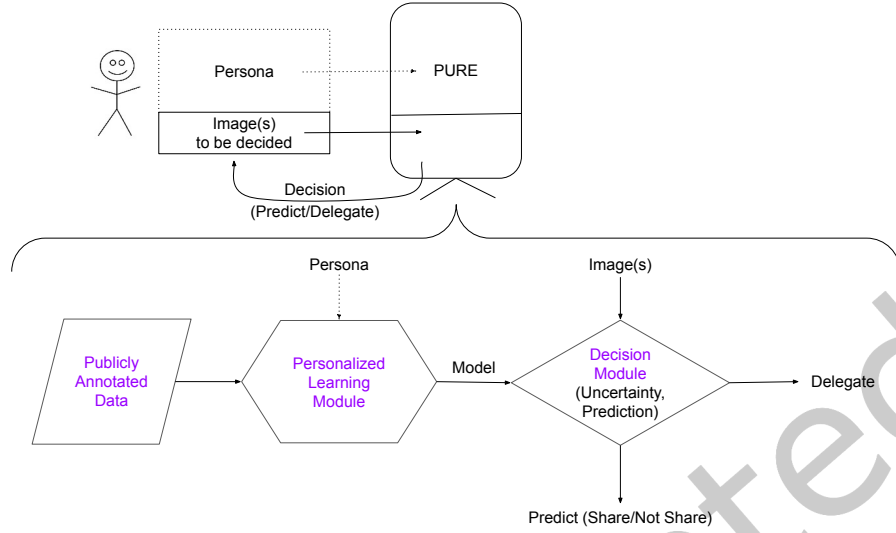 Persona
PURE
Image(s)
to be decided
Decision
(Predict/Delegate)
Persona
Image(s)
Publicly
Annotated
Data
Personalized
Learning
Module
Model
Decision
Module
(Uncertainty,
Prediction)
Delegate
Predict (Share/Not Share)